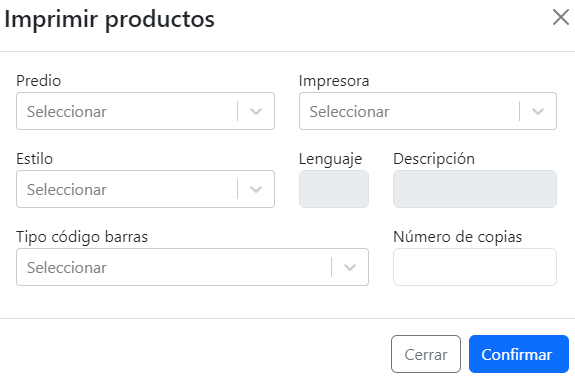 Imprimir productos
Predio Impresora
Seleccionar Seleccionar
Estilo Lenguaje Descripción
Seleccionar
Tipo código barras Número de copias
Seleccionar
Cerrar Confirmar